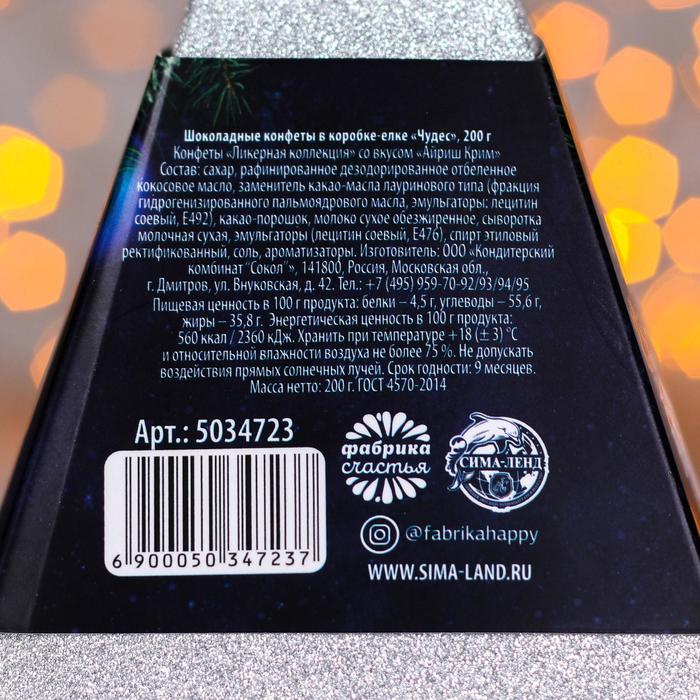 Шоколадные конфеты в коробке-елке «Чудес», 200 г
Конфеты «Ликерная коллекция» со вкусом «Айриш Крим»
Состав: сахар, рафинированное дезодорированное отбеленное
кокосовое масло, заменитель какао-масла лауринового типа (фракция
гидрогенизированного пальмоядрового масла, эмульгаторы: лецитин
соевый, Е492), какао-порошок, молоко сухое обезжиренное, сыворотка
молочная сухая, эмульгаторы (лецитин соевый, Е476), спирт этиловый
ректификованный, соль, ароматизаторы. Изготовитель: ООО «Кондитерский
комбинат "Сокол"», 141800, Россия, Московская обл.,
г. Дмитров, ул. Внуковская, д. 42. Тел.: +7 (495) 959-70-92/93/94/95
Пищевая ценность в 100 г продукта: белки – 4,5 г, углеводы – 55,6 г,
жиры – 35,8 г. Энергетическая ценность в 100 г продукта:
560 ккал / 2360 кДж. Хранить при температуре +18 (± 3) °С
и относительной влажности воздуха не более 75 %. Не допускать
воздействия прямых солнечных лучей. Срок годности: 9 месяцев.
Масса нетто: 200 г. ГОСТ 4570-2014
Арт.: 5034723
6 900050 347237
фабрика
счастья
СИМА-ЛЕНД
@fabrikahappy
WWW.SIMA-LAND.RU